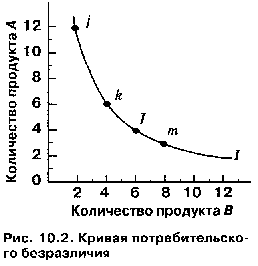 Количество продукта A
12
10
8
6
4
2
0
j
k
l
m
I
2 4 6 8 10 12
Количество продукта B
Рис. 10.2. Кривая потребительско-
го безразличия